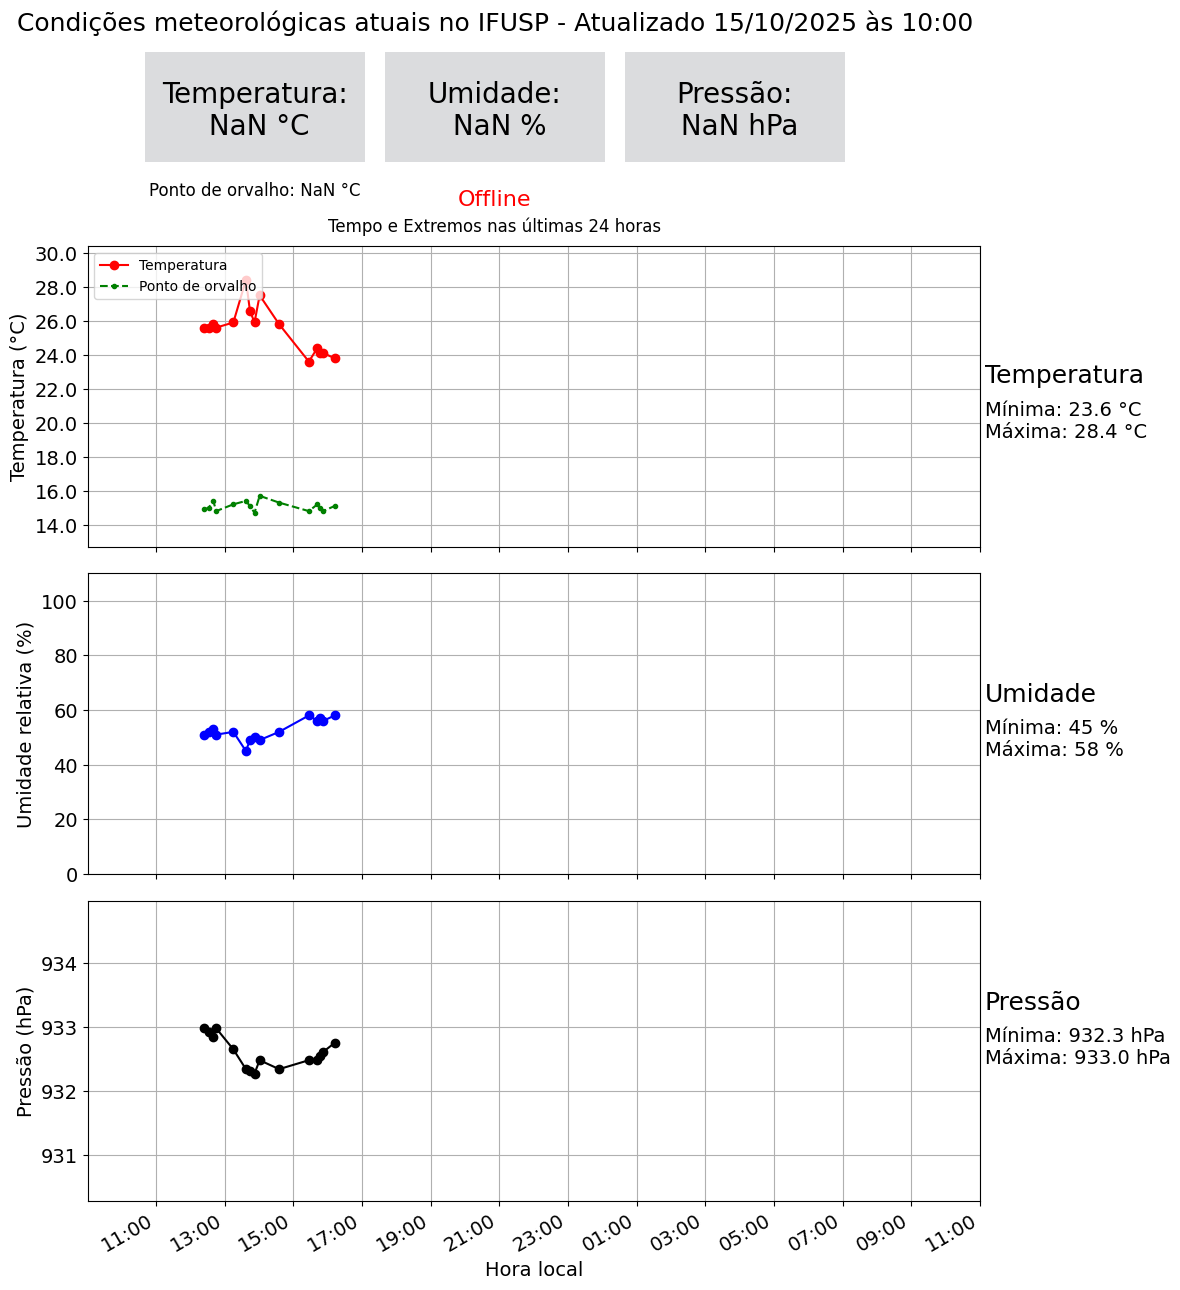 Condições meteorológicas atuais no IFUSP - Atualizado 15/10/2025 às 10:00
Temperatura:
NaN °C
Umidade:
NaN %
Pressão:
NaN hPa
Ponto de orvalho: NaN °C
Offline
Tempo e Extremos nas últimas 24 horas
Temperatura (°C)
30.0
28.0
26.0
24.0
22.0
20.0
18.0
16.0
14.0
Temperatura
Ponto de orvalho
Temperatura
Mínima: 23.6 °C
Máxima: 28.4 °C
Umidade relativa (%)
100
80
60
40
20
0
Umidade
Mínima: 45 %
Máxima: 58 %
Pressão (hPa)
934
933
932
931
Pressão
Mínima: 932.3 hPa
Máxima: 933.0 hPa
11:00
13:00
15:00
17:00
19:00
21:00
23:00
01:00
03:00
05:00
07:00
09:00
11:00
Hora local